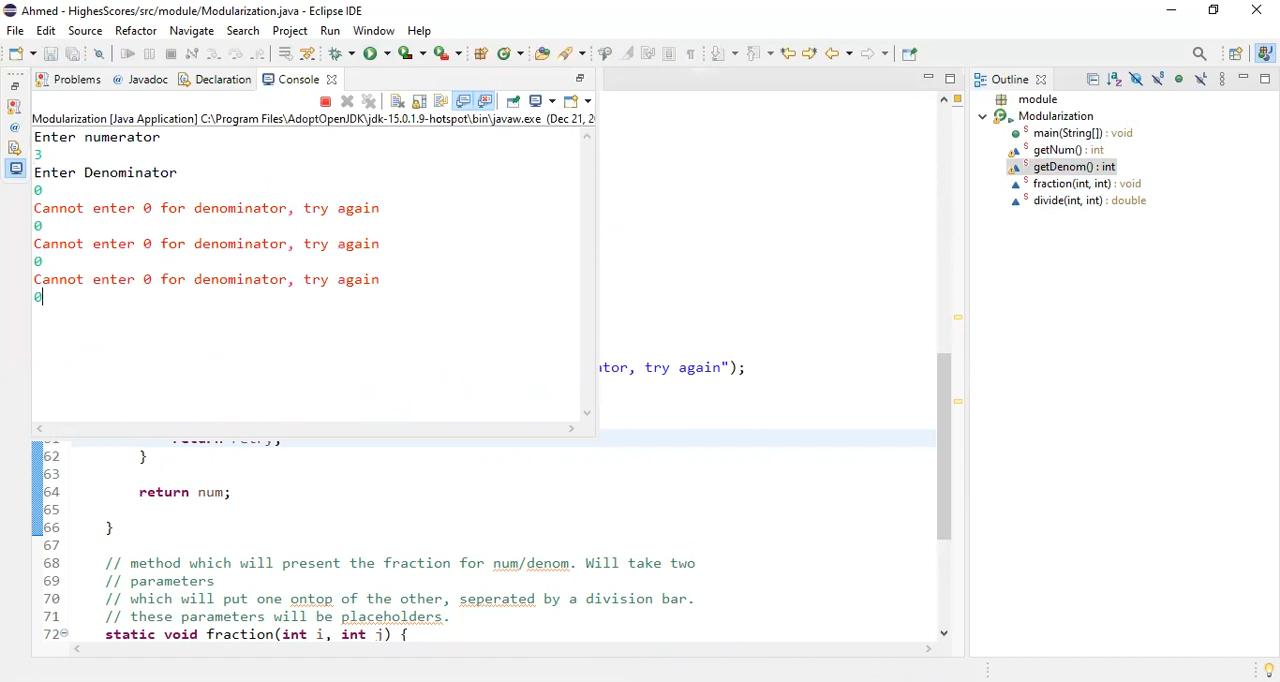 Ahmed - HighesScores/src/module/Modularization.java - Eclipse IDE
File Edit Source Refactor Navigate Search Project Run Window Help
Problems @ Javadoc Declaration Console
Modularization [Java Application] C:\Program Files\AdoptOpenJDK\jdk-15.0.1.9-hotspot\bin\javaw.exe (Dec 21, 20
Enter numerator
3
Enter Denominator
0
Cannot enter 0 for denominator, try again
0
Cannot enter 0 for denominator, try again
0
Cannot enter 0 for denominator, try again
0
ator, try again");
61 return retry;
62 }
63
64 return num;
65
66 }
67
68 // method which will present the fraction for num/denom. Will take two
69 // parameters
70 // which will put one ontop of the other, seperated by a division bar.
71 // these parameters will be placeholders.
72 static void fraction(int i, int j) {
Outline
module
Modularization
main(String[]) : void
getNum() : int
getDenom() : int
fraction(int, int) : void
divide(int, int) : double